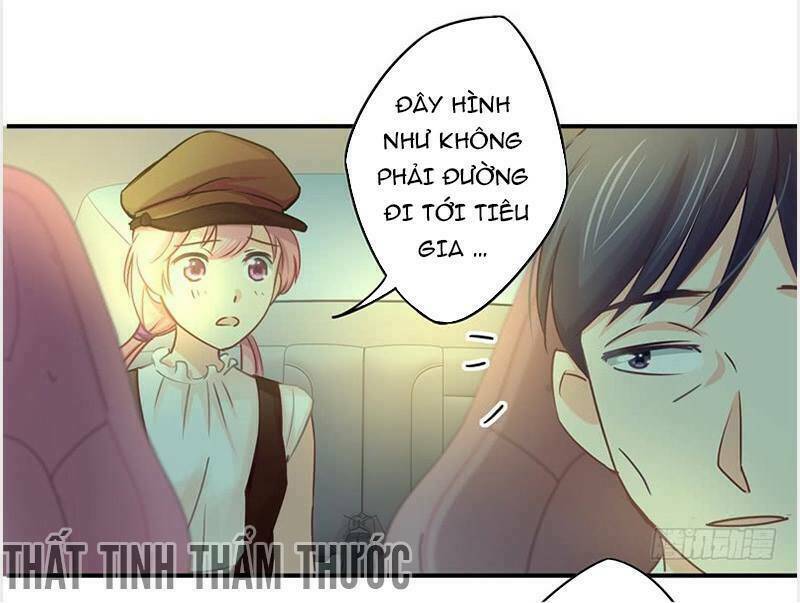 ĐÂY HÌNH
NHƯ KHÔNG
PHẢI ĐƯỜNG
ĐI TỚI TIÊU
GIA ...
THẤT TINH THẨM THƯỚC